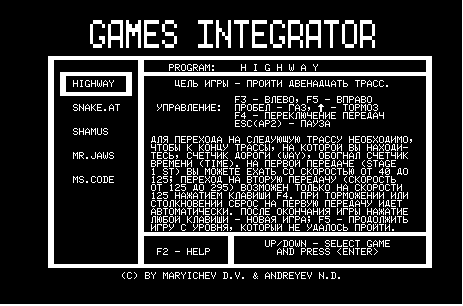 GAMES INTEGRATOR
PROGRAM: H I G H W A Y
HIGHWAY
SNAKE.AT
SHAMUS
MR.JAWS
MS.CODE
ЦЕЛЬ ИГРЫ - ПРОЙТИ ДВЕНАДЦАТЬ ТРАСС.
F3 - ВЛЕВО, F5 - ВПРАВО
УПРАВЛЕНИЕ: ПРОБЕЛ - ГАЗ, ↑ - ТОРМОЗ
F4 - ПЕРЕКЛЮЧЕНИЕ ПЕРЕДАЧ
ESC(АР2) - ПАУЗА
ДЛЯ ПЕРЕХОДА НА СЛЕДУЮЩУЮ ТРАССУ НЕОБХОДИМО,
ЧТОБЫ К КОНЦУ ТРАССЫ, НА КОТОРОЙ ВЫ НАХОДИ-
ТЕСЬ, СЧЕТЧИК ДОРОГИ (WAY), ОБОГНАЛ СЧЕТЧИК
ВРЕМЕНИ (TIME). НА ПЕРВОЙ ПЕРЕДАЧЕ (STAGE
1 ST) ВЫ МОЖЕТЕ ЕХАТЬ СО СКОРОСТЬЮ ОТ 40 ДО
125; ПЕРЕХОД НА ВТОРУЮ ПЕРЕДАЧУ (СКОРОСТЬ
ОТ 125 ДО 295) ВОЗМОЖЕН ТОЛЬКО НА СКОРОСТИ
125 НАЖАТИЕМ КЛАВИШИ F4. ПРИ ТОРМОЖЕНИИ ИЛИ
СТОЛКНОВЕНИИ СБРОС НА ПЕРВУЮ ПЕРЕДАЧУ ИДЕТ
АВТОМАТИЧЕСКИ. ПОСЛЕ ОКОНЧАНИЯ ИГРЫ НАЖАТИЕ
ЛЮБОЙ КЛАВИШИ - НОВАЯ ИГРА; F5 - ПРОДОЛЖИТЬ
ИГРУ С УРОВНЯ, КОТОРЫЙ НЕ УДАЛОСЬ ПРОЙТИ.
F2 - HELP
UP/DOWN - SELECT GAME
AND PRESS <ENTER>
(C) BY MARYICHEV D.V. & ANDREYEV N.D.